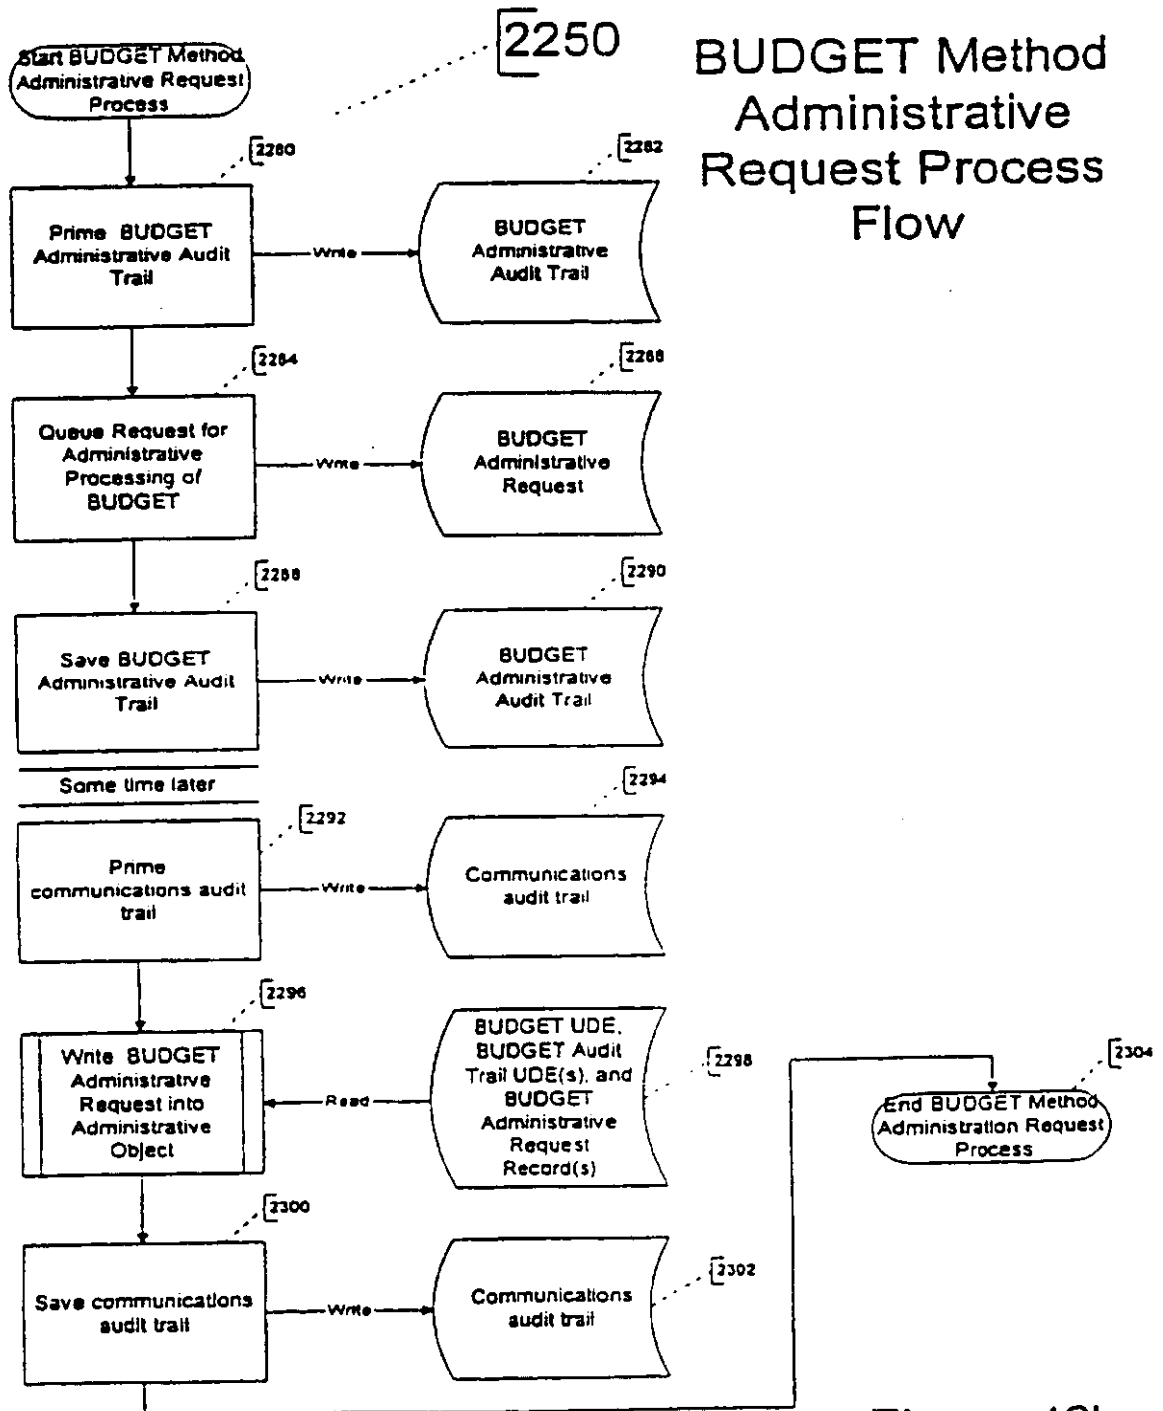 2250
BUDGET Method
Administrative
Request Process
Flow
Start BUDGET Method
Administrative Request
Process
2280
Prime BUDGET
Administrative Audit
Trail
Write
2282
BUDGET
Administrative
Audit Trail
2284
Queue Request for
Administrative
Processing of
BUDGET
Write
BUDGET
Administrative
Request
Save BUDGET
Administrative Audit
Trail
Write
2290
BUDGET
Administrative
Audit Trail
Some time later
2292
Prime
communications audit
trail
Write
2294
Communications
audit trail
2296
Write BUDGET
Administrative
Request into
Administrative
Object
Read
2298
BUDGET UDE,
BUDGET Audit
Trail UDE(s), and
BUDGET
Administrative
Request
Record(s)
2300
Save communications
audit trail
Write
2302
Communications
audit trail
2304
End BUDGET Method
Administration Request
Process